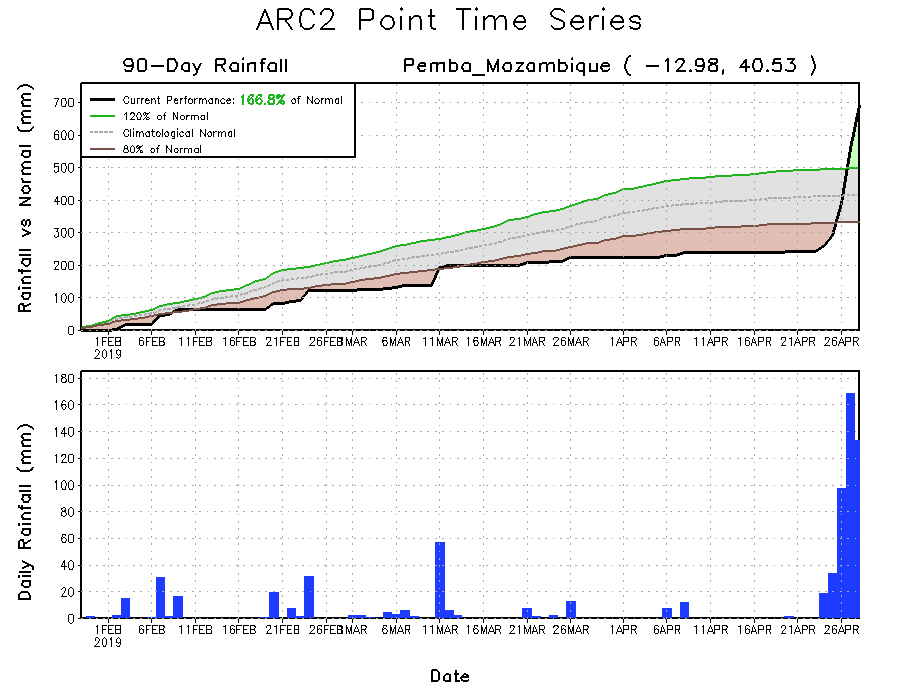 ARC2 Point Time Series
90-Day Rainfall
Pemba_Mazambique ( -12.98, 40.53 )
Rainfall vs Normal (mm)
Current Performance: 166.8% of Normal
120% of Normal
Climatological Normal
80% of Normal
700
600
500
400
300
200
100
0
1FEB 6FEB 11FEB 16FEB 21FEB 26FEB 1MAR 6MAR 11MAR 16MAR 21MAR 26MAR 1APR 6APR 11APR 16APR 21APR 26APR
2019
Daily Rainfall (mm)
180
160
140
120
100
80
60
40
20
0
1FEB 6FEB 11FEB 16FEB 21FEB 26FEB 1MAR 6MAR 11MAR 16MAR 21MAR 26MAR 1APR 6APR 11APR 16APR 21APR 26APR
2019
Date